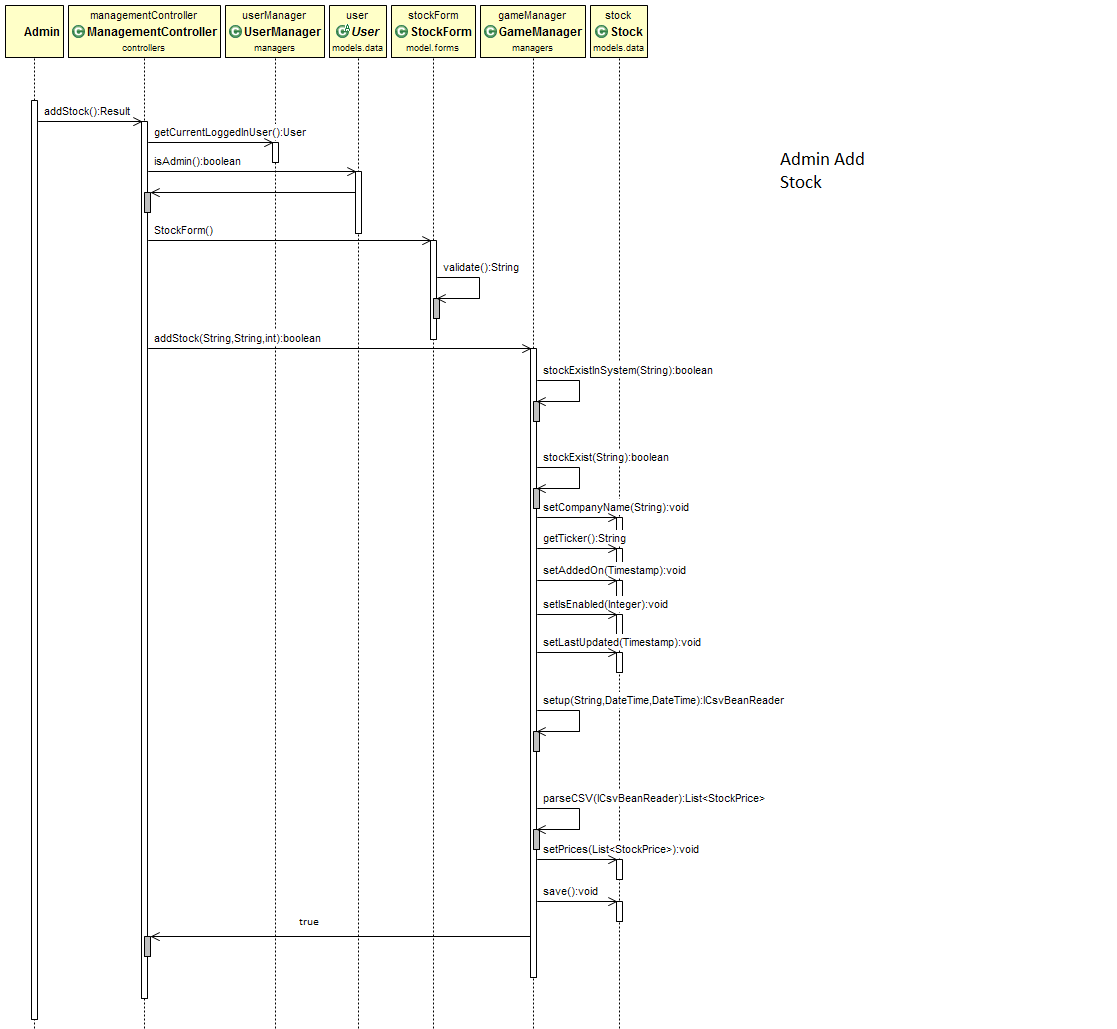 managementController userManager user stockForm gameManager stock
Admin ManagementController UserManager User StockForm GameManager Stock
controllers managers models.data model.forms managers models.data
addStock():Result
getCurrentLoggedInUser():User
isAdmin():boolean
Admin Add
Stock
StockForm()
validate():String
addStock(String,String,int):boolean
stockExistInSystem(String):boolean
stockExist(String):boolean
setCompanyName(String):void
getTicker():String
setAddedOn(Timestamp):void
setIsEnabled(Integer):void
setLastUpdated(Timestamp):void
setup(String,DateTime,DateTime):ICsvBeanReader
parseCSV(ICsvBeanReader):List<StockPrice>
setPrices(List<StockPrice>):void
save():void
true